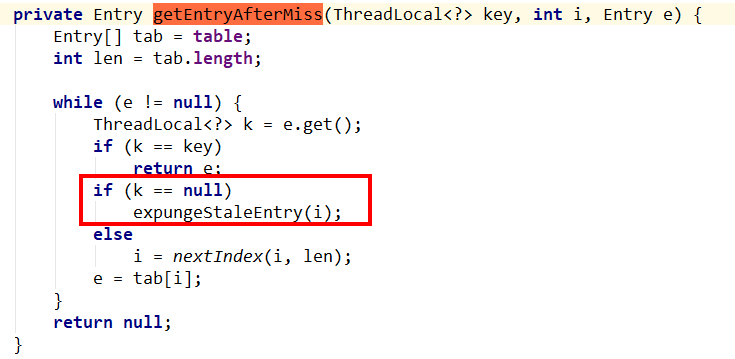 private Entry getEntryAfterMiss(ThreadLocal<?> key, int i, Entry e) {
    Entry[] tab = table;
    int len = tab.length;

    while (e != null) {
        ThreadLocal<?> k = e.get();
        if (k == key)
            return e;
        if (k == null)
            expungeStaleEntry(i);
        else
            i = nextIndex(i, len);
        e = tab[i];
    }
    return null;
}